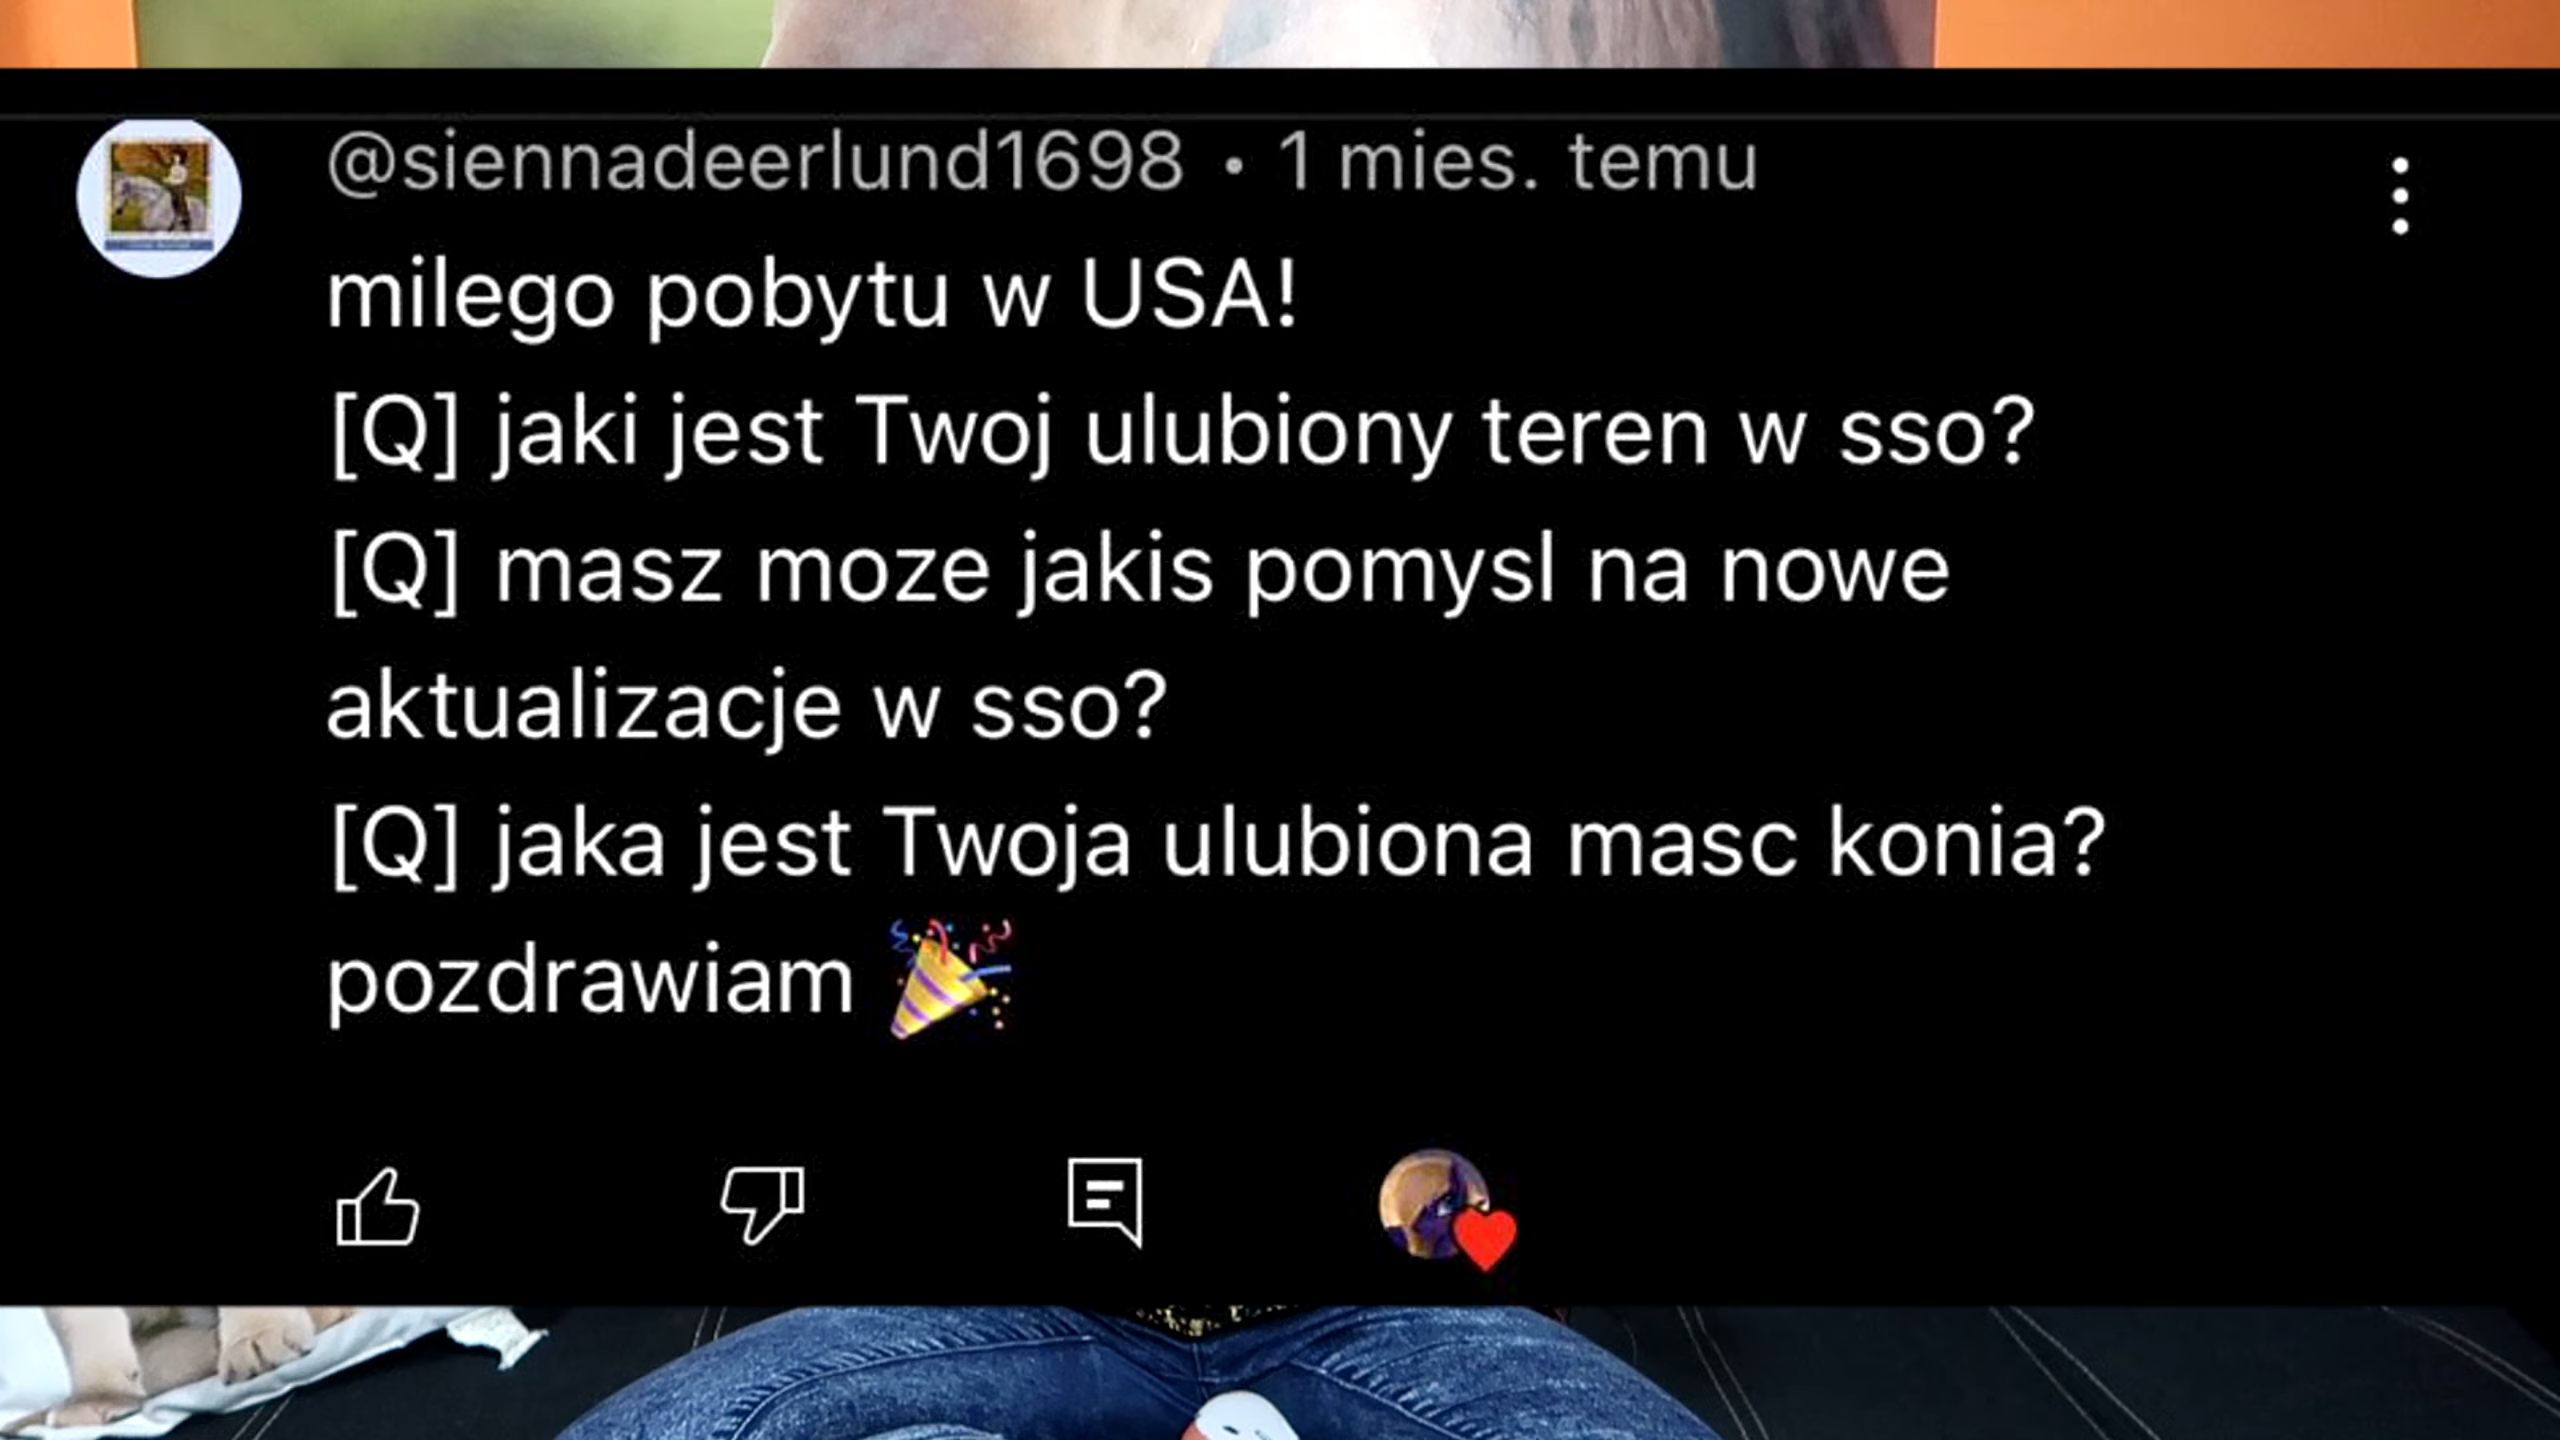 @siennadeerlund1698 • 1 mies. temu
milego pobytu w USA!
[Q] jaki jest Twoj ulubiony teren w sso?
[Q] masz moze jakis pomysl na nowe
aktualizacje w sso?
[Q] jaka jest Twoja ulubiona masc konia?
pozdrawiam 🎉